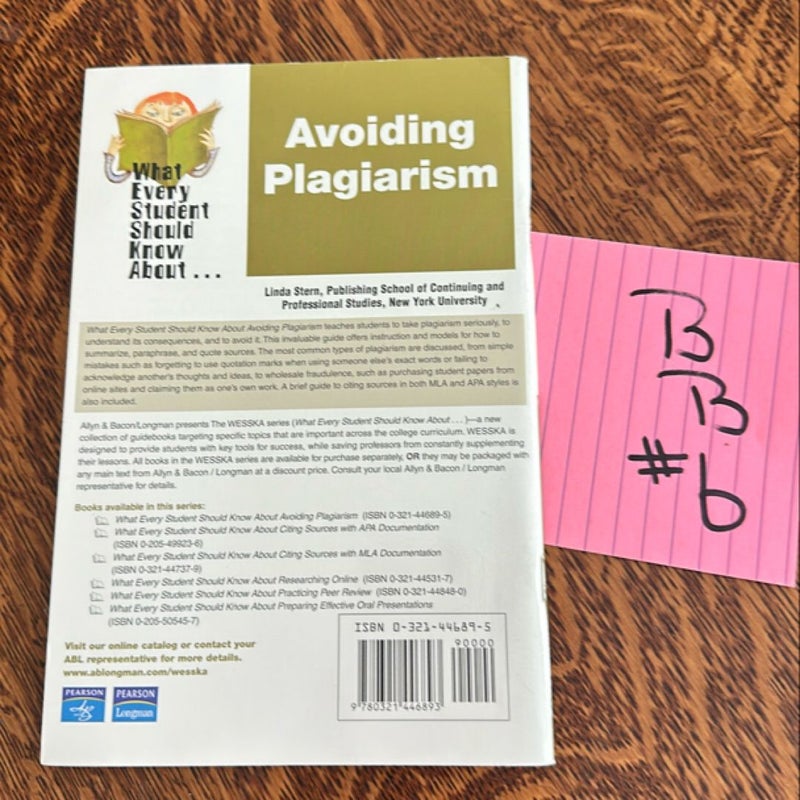 What
Every
Student
Should
Know
About ...
Avoiding
Plagiarism
Linda Stern, Publishing School of Continuing and
Professional Studies, New York University
What Every Student Should Know About Avoiding Plagiarism teaches students to take plagiarism seriously, to
understand its consequences, and to avoid it. This invaluable guide offers instruction and models for how to
summarize, paraphrase, and quote sources. The most common types of plagiarism are discussed, from simple
mistakes such as forgetting to use quotation marks when using someone else's exact words or failing to
acknowledge another's thoughts and ideas, to wholesale fraudulence, such as purchasing student papers from
online sites and claiming them as one's own work. A brief guide to citing sources in both MLA and APA styles is
also included.
Allyn & Bacon/Longman presents The WESSKA series (What Every Student Should Know About . . . )—a new
collection of guidebooks targeting specific topics that are important across the college curriculum. WESSKA is
designed to provide students with key tools for success, while saving professors from constantly supplementing
their lessons. All books in the WESSKA series are available for purchase separately, OR they may be packaged with
any main text from Allyn & Bacon / Longman at a discount price. Consult your local Allyn & Bacon / Longman
representative for details.
Books available in this series:
What Every Student Should Know About Avoiding Plagiarism (ISBN 0-321-44689-5)
What Every Student Should Know About Citing Sources with APA Documentation
(ISBN 0-205-49923-6)
What Every Student Should Know About Citing Sources with MLA Documentation
(ISBN 0-321-44737-9)
What Every Student Should Know About Researching Online (ISBN 0-321-44531-7)
What Every Student Should Know About Practicing Peer Review (ISBN 0-321-44848-0)
What Every Student Should Know About Preparing Effective Oral Presentations
(ISBN 0-205-50545-7)
Visit our online catalog or contact your
ABL representative for more details.
www.ablongman.com/wesska
PEARSON
PEARSON
Longman
ISBN 0-321-44689-5
90000
9 780321 446893
B
B
#6